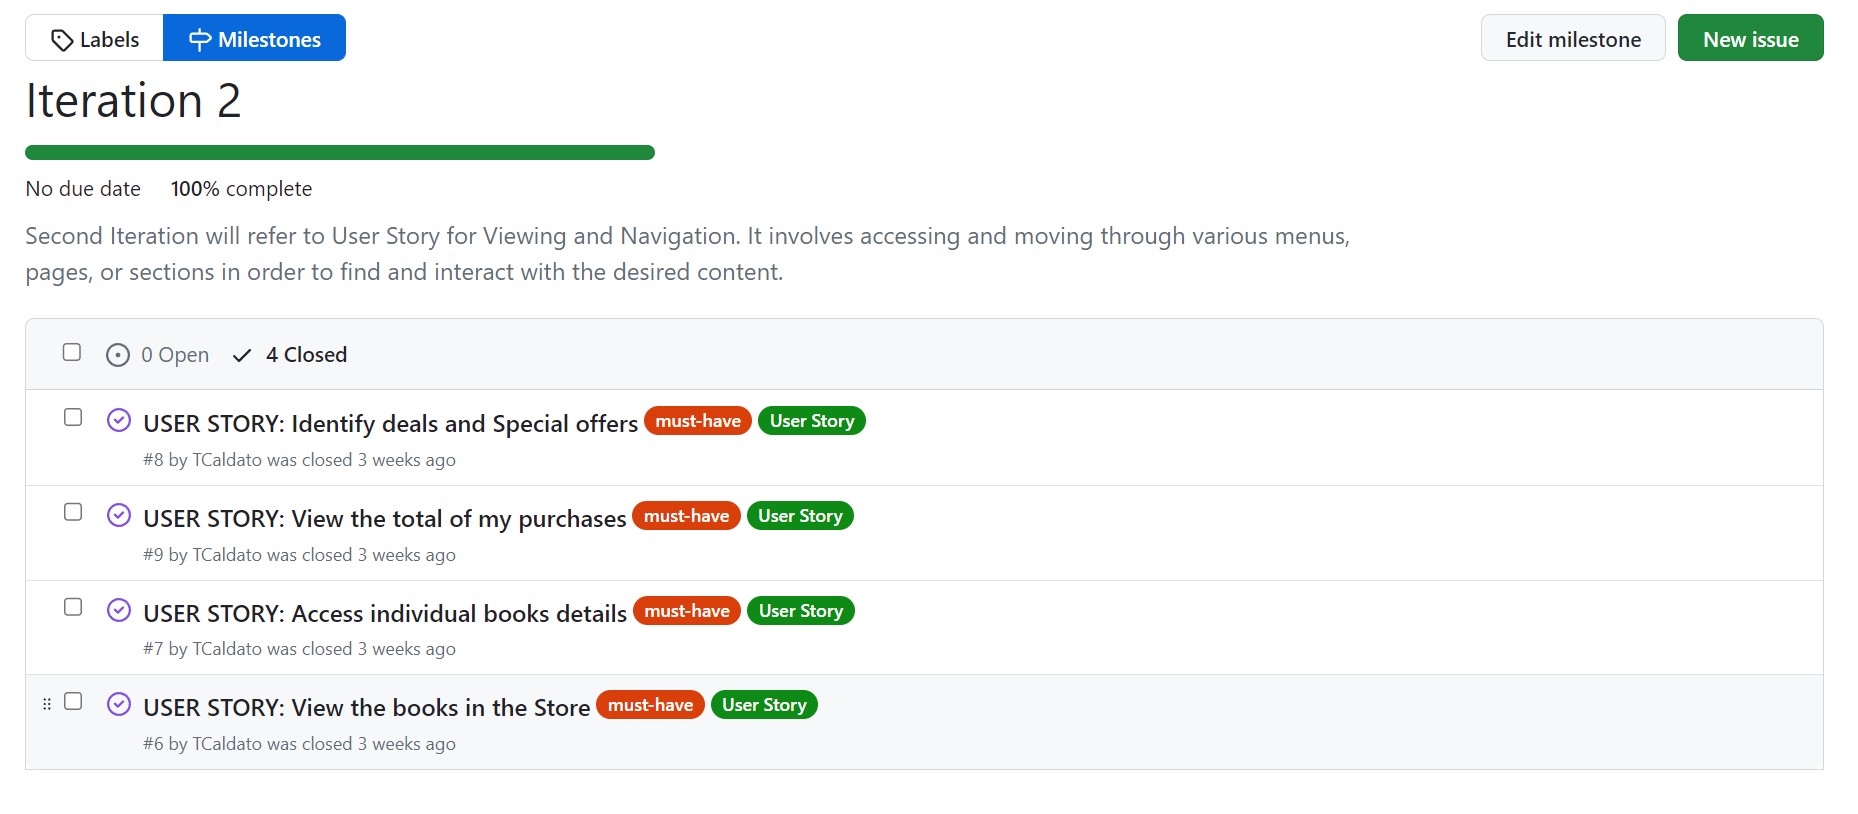 Labels Milestones Edit milestone New issue
Iteration 2
No due date 100% complete
Second Iteration will refer to User Story for Viewing and Navigation. It involves accessing and moving through various menus,
pages, or sections in order to find and interact with the desired content.
0 Open 4 Closed
USER STORY: Identify deals and Special offers must-have User Story
#8 by TCaldato was closed 3 weeks ago
USER STORY: View the total of my purchases must-have User Story
#9 by TCaldato was closed 3 weeks ago
USER STORY: Access individual books details must-have User Story
#7 by TCaldato was closed 3 weeks ago
USER STORY: View the books in the Store must-have User Story
#6 by TCaldato was closed 3 weeks ago